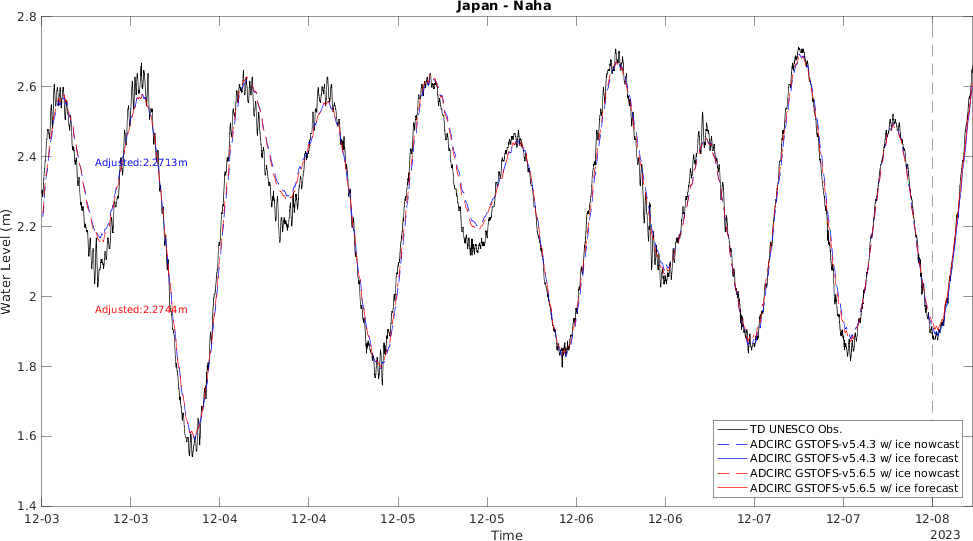 Japan - Naha
Water Level (m)
2.8
2.6
2.4
2.2
2
1.8
1.6
1.4
Adjusted:2.2713m
Adjusted:2.2744m
TD UNESCO Obs.
ADCIRC GSTOFS-v5.4.3 w/ ice nowcast
ADCIRC GSTOFS-v5.4.3 w/ ice forecast
ADCIRC GSTOFS-v5.6.5 w/ ice nowcast
ADCIRC GSTOFS-v5.6.5 w/ ice forecast
12-03 12-03 12-04 12-04 12-05 12-05 12-06 12-06 12-07 12-07 12-08
Time
2023